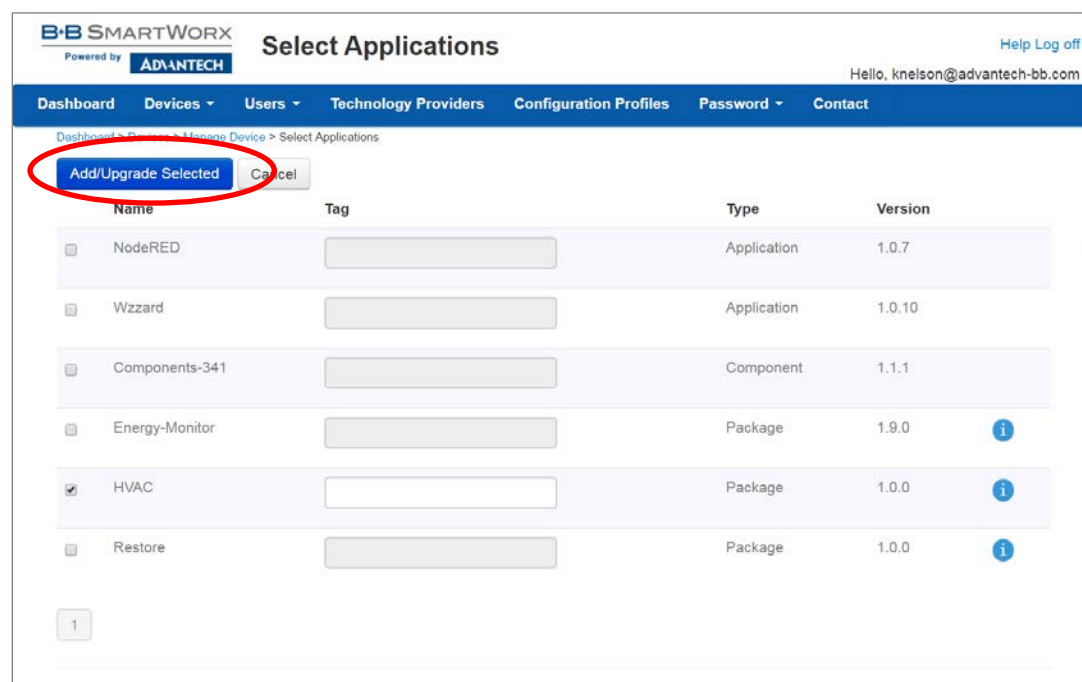 B+B SMARTWORX
Powered by ADVANTECH
Select Applications
Help Log off
Hello, knelson@advantech-bb.com
Dashboard Devices Users Technology Providers Configuration Profiles Password Contact
Dashboard > Devices > Manage Device > Select Applications
Add/Upgrade Selected Cancel
Name Tag Type Version
NodeRED Application 1.0.7
Wzzard Application 1.0.10
Components-341 Component 1.1.1
Energy-Monitor Package 1.9.0 i
HVAC Package 1.0.0 i
Restore Package 1.0.0 i
1